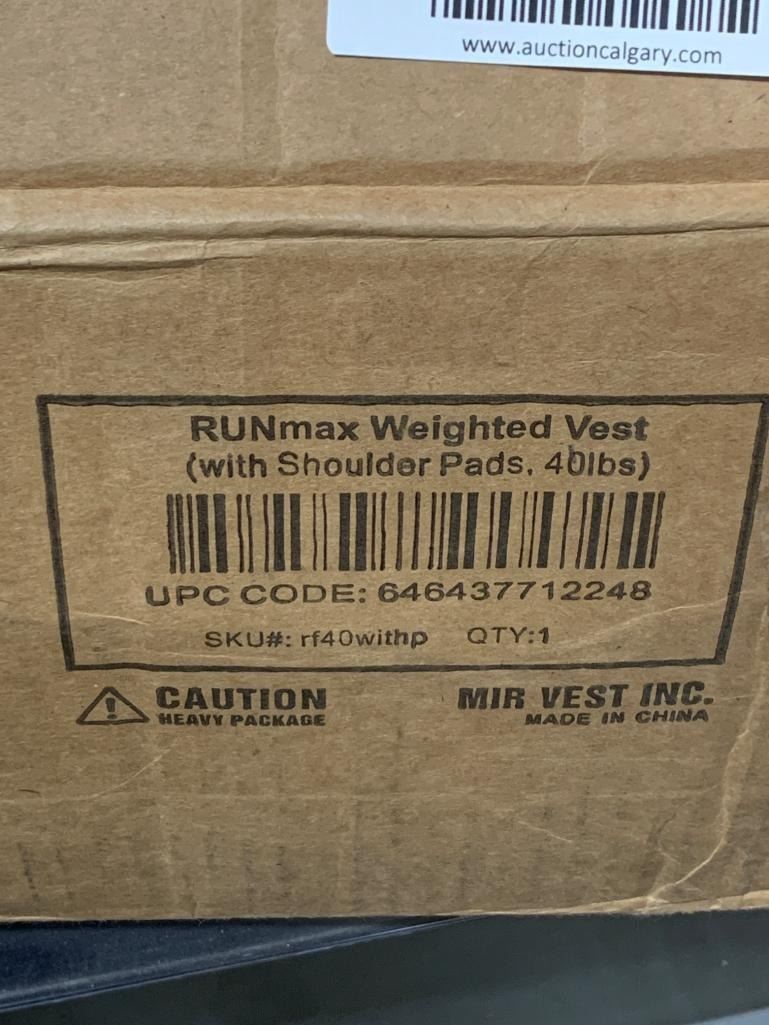 www.auctioncalgary.com
RUNmax Weighted Vest
(with Shoulder Pads, 40lbs)
UPC CODE: 646437712248
SKU#: rf40withp QTY:1
CAUTION
HEAVY PACKAGE
MIR VEST INC.
MADE IN CHINA